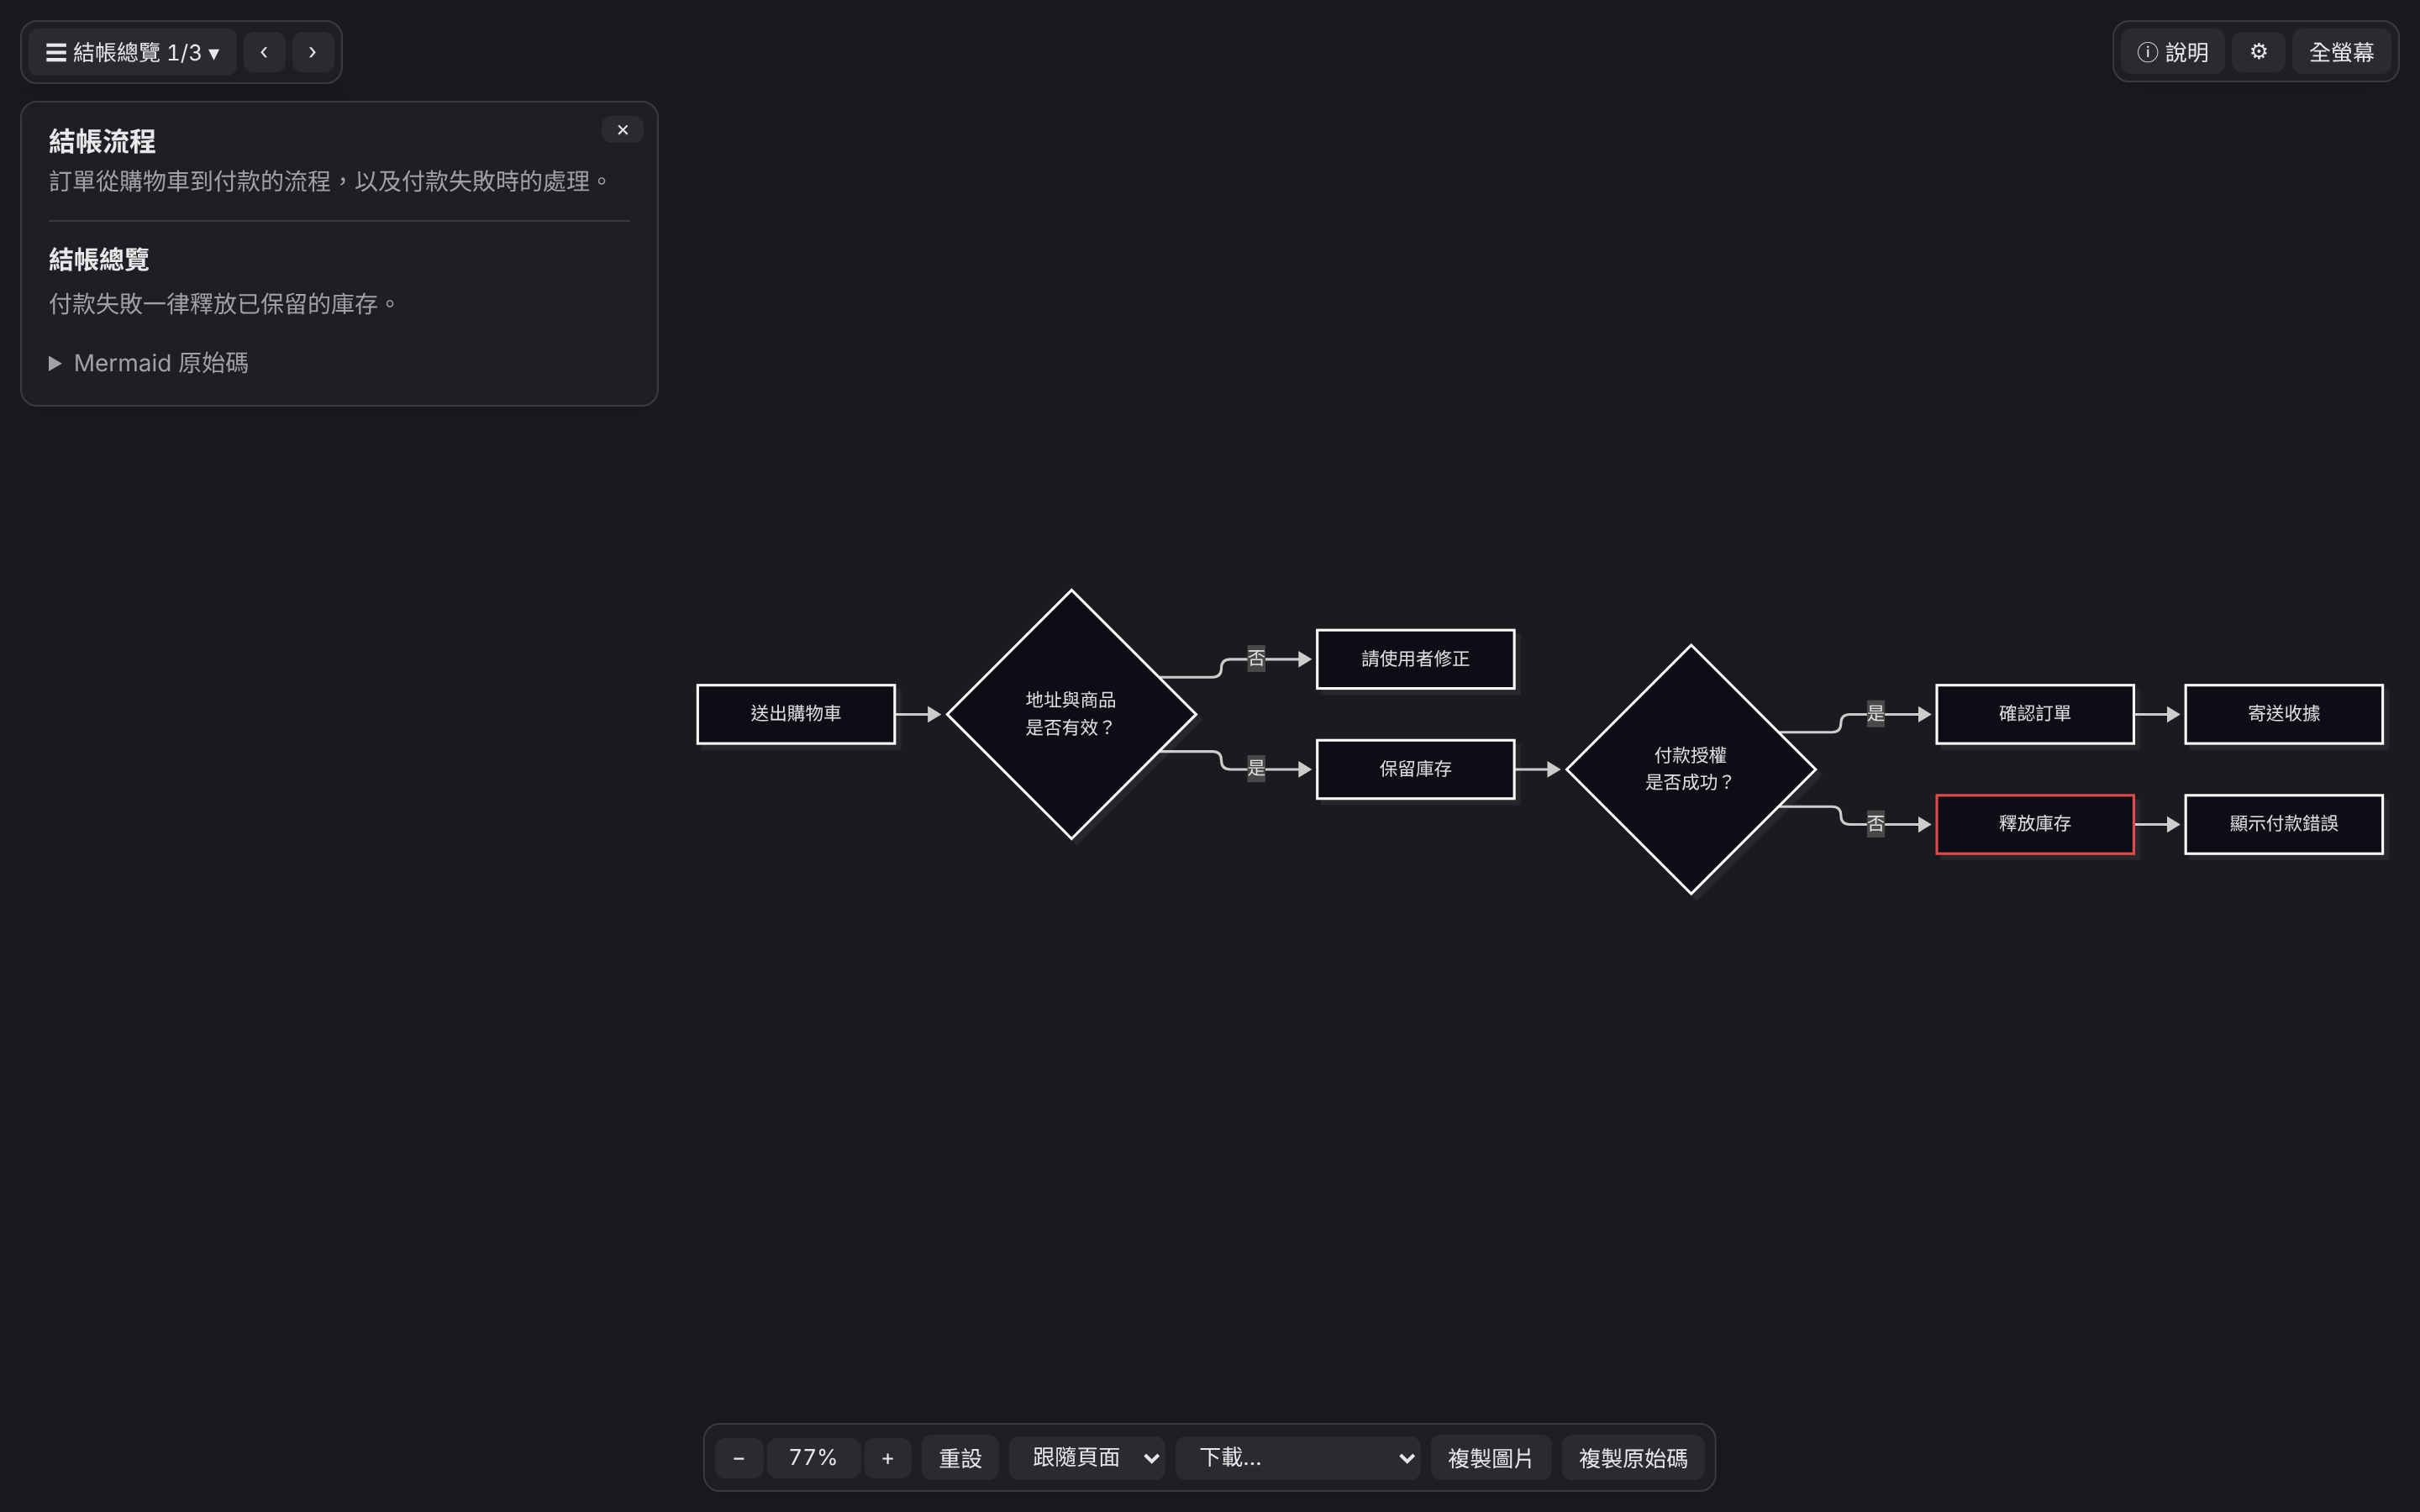 ☰ 結帳總覽 1/3 ▾ ‹ ›
ⓘ 說明 ⚙ 全螢幕
結帳流程 ×
訂單從購物車到付款的流程，以及付款失敗時的處理。
結帳總覽
付款失敗一律釋放已保留的庫存。
▶ Mermaid 原始碼
送出購物車
地址與商品
是否有效？
否
請使用者修正
是
保留庫存
付款授權
是否成功？
是
確認訂單
寄送收據
否
釋放庫存
顯示付款錯誤
− 77% + 重設 跟隨頁面 下載… 複製圖片 複製原始碼